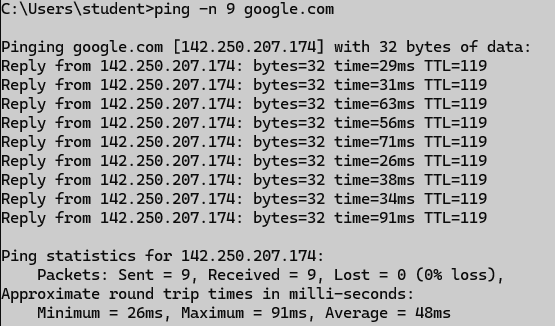 C:\Users\student>ping -n 9 google.com
Pinging google.com [142.250.207.174] with 32 bytes of data:
Reply from 142.250.207.174: bytes=32 time=29ms TTL=119
Reply from 142.250.207.174: bytes=32 time=31ms TTL=119
Reply from 142.250.207.174: bytes=32 time=63ms TTL=119
Reply from 142.250.207.174: bytes=32 time=56ms TTL=119
Reply from 142.250.207.174: bytes=32 time=71ms TTL=119
Reply from 142.250.207.174: bytes=32 time=26ms TTL=119
Reply from 142.250.207.174: bytes=32 time=38ms TTL=119
Reply from 142.250.207.174: bytes=32 time=34ms TTL=119
Reply from 142.250.207.174: bytes=32 time=91ms TTL=119
Ping statistics for 142.250.207.174:
    Packets: Sent = 9, Received = 9, Lost = 0 (0% loss),
Approximate round trip times in milli-seconds:
    Minimum = 26ms, Maximum = 91ms, Average = 48ms